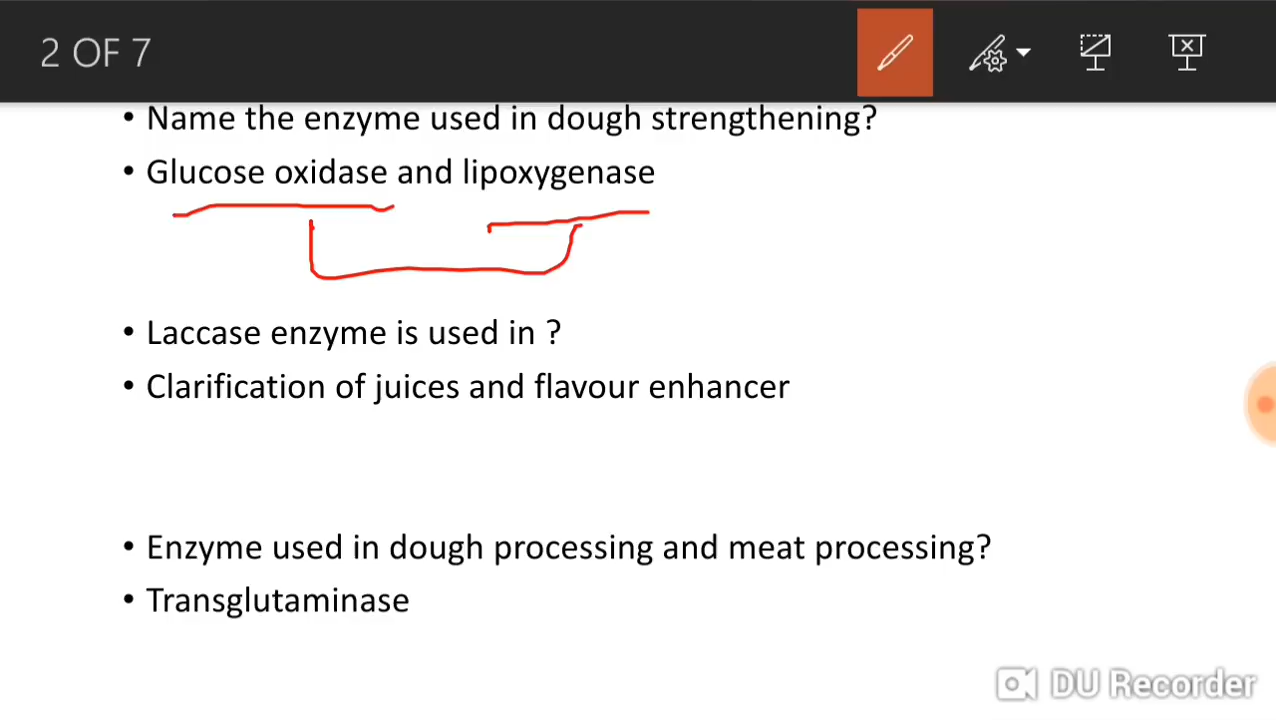 2 OF 7
• Name the enzyme used in dough strengthening?
• Glucose oxidase and lipoxygenase
• Laccase enzyme is used in ?
• Clarification of juices and flavour enhancer
• Enzyme used in dough processing and meat processing?
• Transglutaminase
DU Recorder